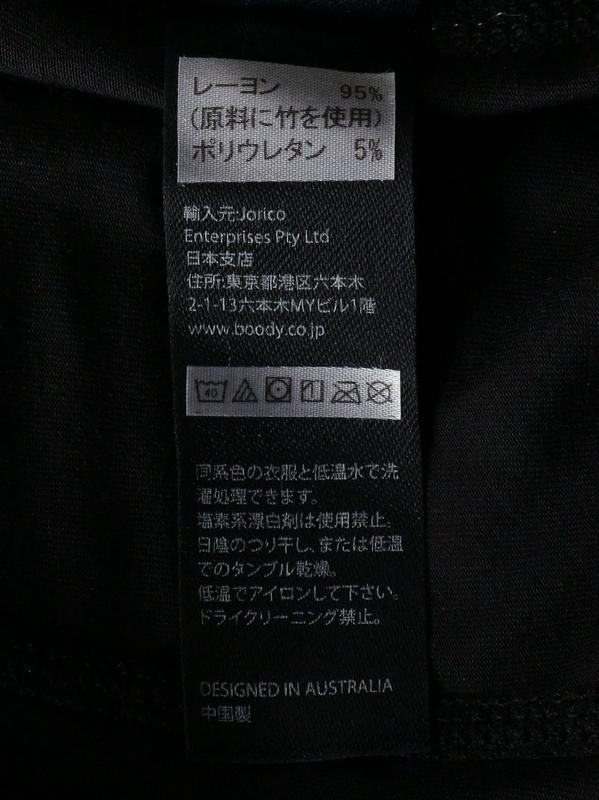 レーヨン 95%
(原料に竹を使用)
ポリウレタン 5%
輸入元:Jorico
Enterprises Pty Ltd
日本支店
住所:東京都港区六本木
2-1-13六本木MYビル1階
www.boody.co.jp
40
同系色の衣服と低温水で洗
濯処理できます。
塩素系漂白剤は使用禁止。
日陰のつり干し、または低温
でのタンブル乾燥。
低温でアイロンして下さい。
ドライクリーニング禁止。
DESIGNED IN AUSTRALIA
中国製